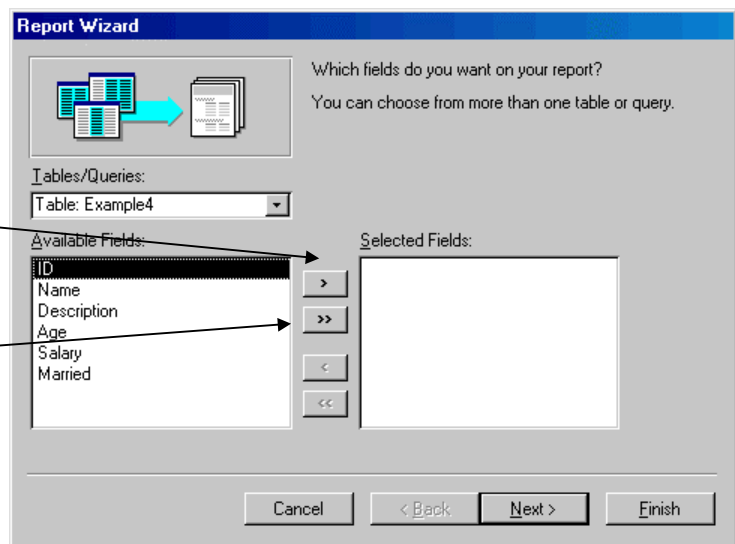 Report Wizard
Which fields do you want on your report?
You can choose from more than one table or query.
Tables/Queries:
Table: Example4
Available Fields:
Selected Fields:
ID
Name
Description
Age
Salary
Married
>
>>
<
<<
Cancel
< Back
Next >
Finish